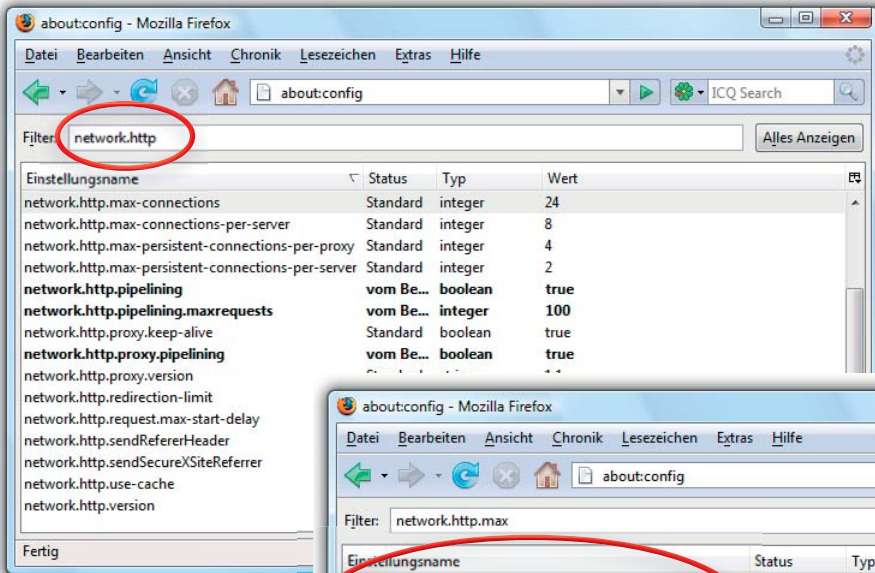 about:config - Mozilla Firefox
Datei Bearbeiten Ansicht Chronik Lesezeichen Extras Hilfe
about:config ICQ Search
Filter: network.http Alles Anzeigen
Einstellungsname Status Typ Wert
network.http.max-connections Standard integer 24
network.http.max-connections-per-server Standard integer 8
network.http.max-persistent-connections-per-proxy Standard integer 4
network.http.max-persistent-connections-per-server Standard integer 2
network.http.pipelining vom Be... boolean true
network.http.pipelining.maxrequests vom Be... integer 100
network.http.proxy.keep-alive Standard boolean true
network.http.proxy.pipelining vom Be... boolean true
network.http.proxy.version
network.http.redirection-limit
network.http.request.max-start-delay
network.http.sendRefererHeader
network.http.sendSecureXSiteReferrer
network.http.use-cache
network.http.version
Fertig
about:config - Mozilla Firefox
Datei Bearbeiten Ansicht Chronik Lesezeichen Extras Hilfe
about:config
Filter: network.http.max
Einstellungsname Status Typ